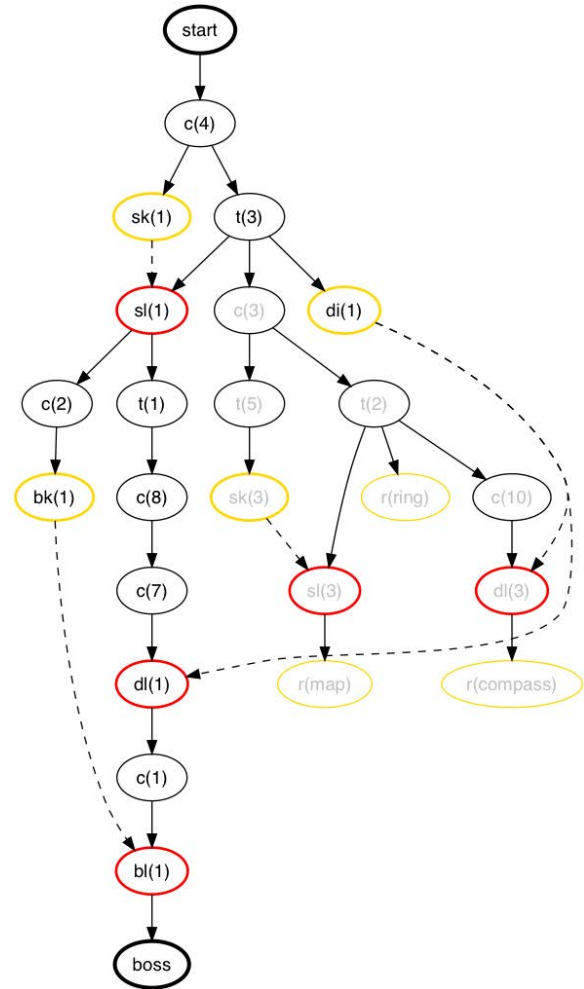 start
c(4)
sk(1)
t(3)
sl(1)
c(3)
di(1)
c(2)
t(1)
t(5)
t(2)
bk(1)
c(8)
sk(3)
r(ring)
c(10)
c(7)
sl(3)
dl(3)
dl(1)
r(map)
r(compass)
c(1)
bl(1)
boss